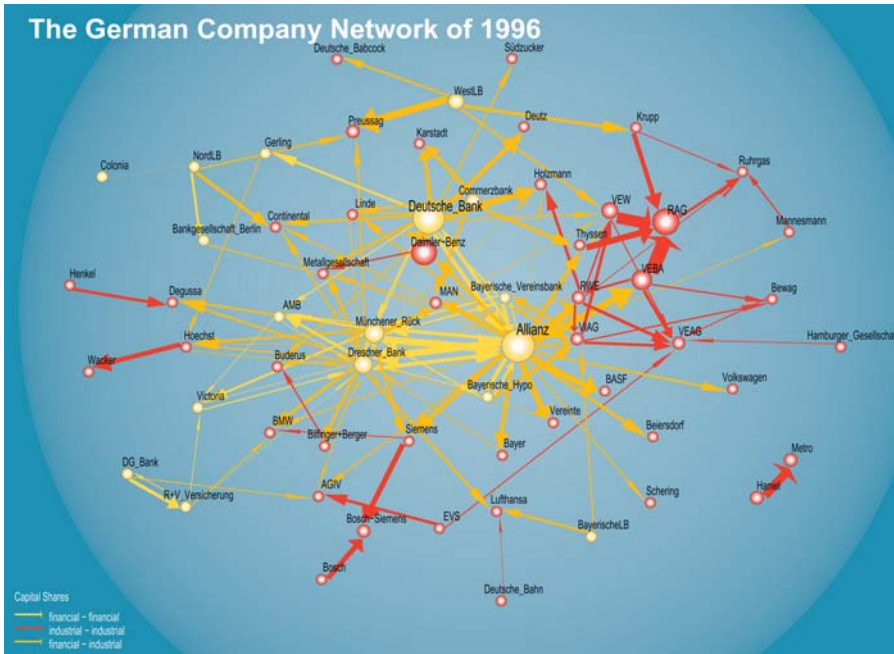 The German Company Network of 1996
Deutsche_Babcock
Südzucker
WestLB
Preussag
Karstadt
Deutz
Krupp
Gerling
NordLB
Colonia
Ruhrgas
Commerzbank
Holzmann
VEW
RAG
Linde
Deutsche_Bank
Continental
Bankgesellschaft_Berlin
Mannesmann
Thyssen
Daimler-Benz
Metallgesellschaft
VEBA
Henkel
Degussa
AMB
MAN
Bayerische_Vereinsbank
RWE
Bewag
Münchener_Rück
Allianz
VIAG
VEAG
Hamburger_Gesellscha
Hoechst
Wacker
Buderus
Dresdner_Bank
Bayerische_Hypo
BASF
Volkswagen
Victoria
BMW
Bilfinger+Berger
Siemens
Vereinte
Beiersdorf
Bayer
Metro
DG_Bank
R+V_Versicherung
AGIV
Haniel
Schering
Lufthansa
Bosch-Siemens
EVS
BayerischeLB
Bosch
Deutsche_Bahn
Capital Shares
financial - financial
industrial - industrial
financial - industrial